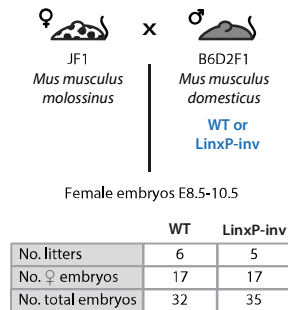 ♀ x ♂
JF1 B6D2F1
Mus musculus Mus musculus
molossinus domesticus
WT or
LinxP-inv
Female embryos E8.5-10.5
WT LinxP-inv
No. litters 6 5
No. ♀ embryos 17 17
No. total embryos 32 35